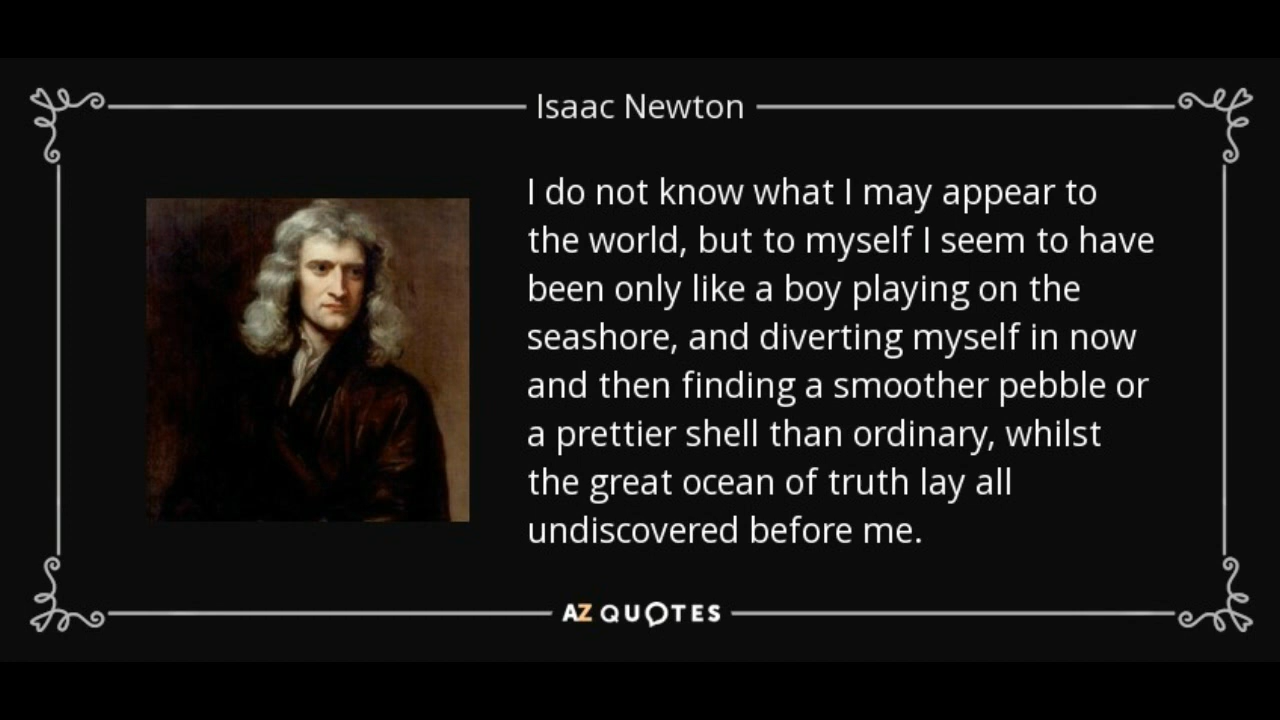 Isaac Newton
I do not know what I may appear to
the world, but to myself I seem to have
been only like a boy playing on the
seashore, and diverting myself in now
and then finding a smoother pebble or
a prettier shell than ordinary, whilst
the great ocean of truth lay all
undiscovered before me.
AZ QUOTES